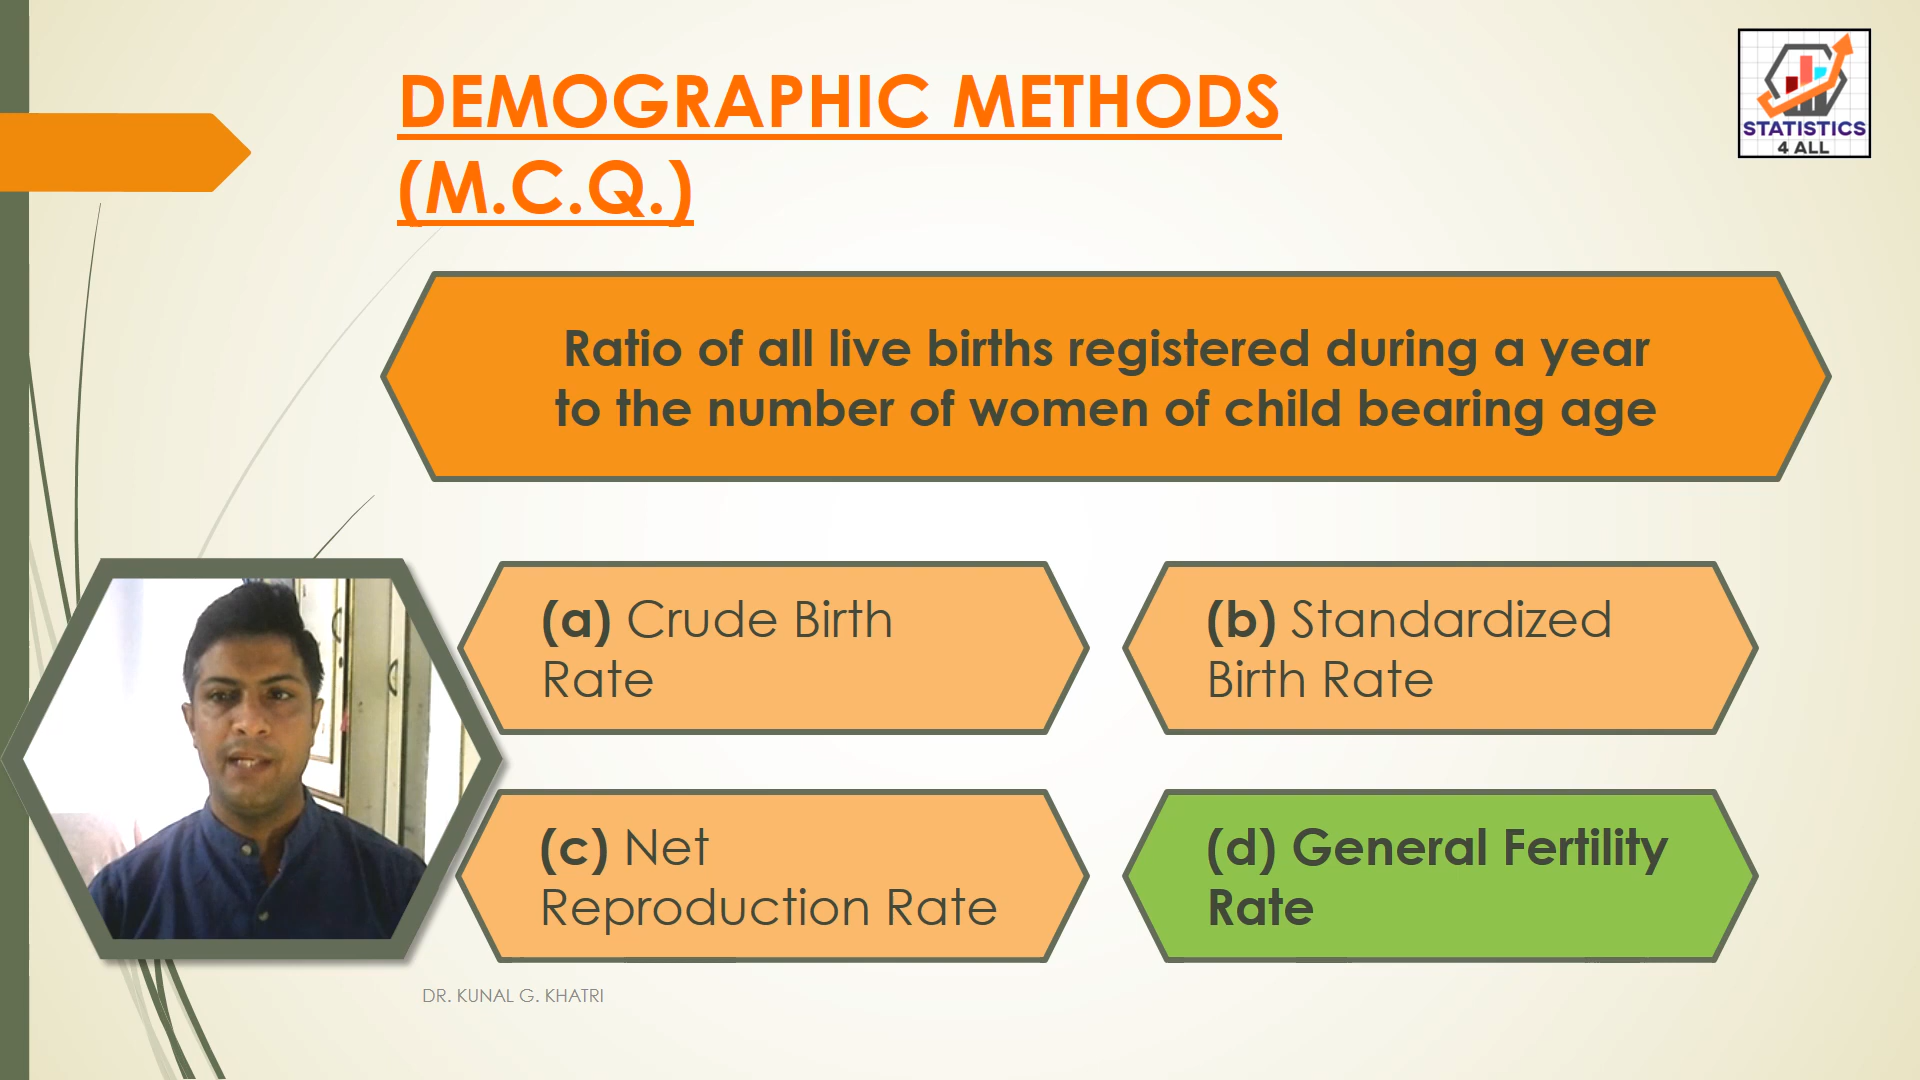 DEMOGRAPHIC METHODS
(M.C.Q.)
STATISTICS
4 ALL
Ratio of all live births registered during a year
to the number of women of child bearing age
(a) Crude Birth
Rate
(b) Standardized
Birth Rate
(c) Net
Reproduction Rate
(d) General Fertility
Rate
DR. KUNAL G. KHATRI